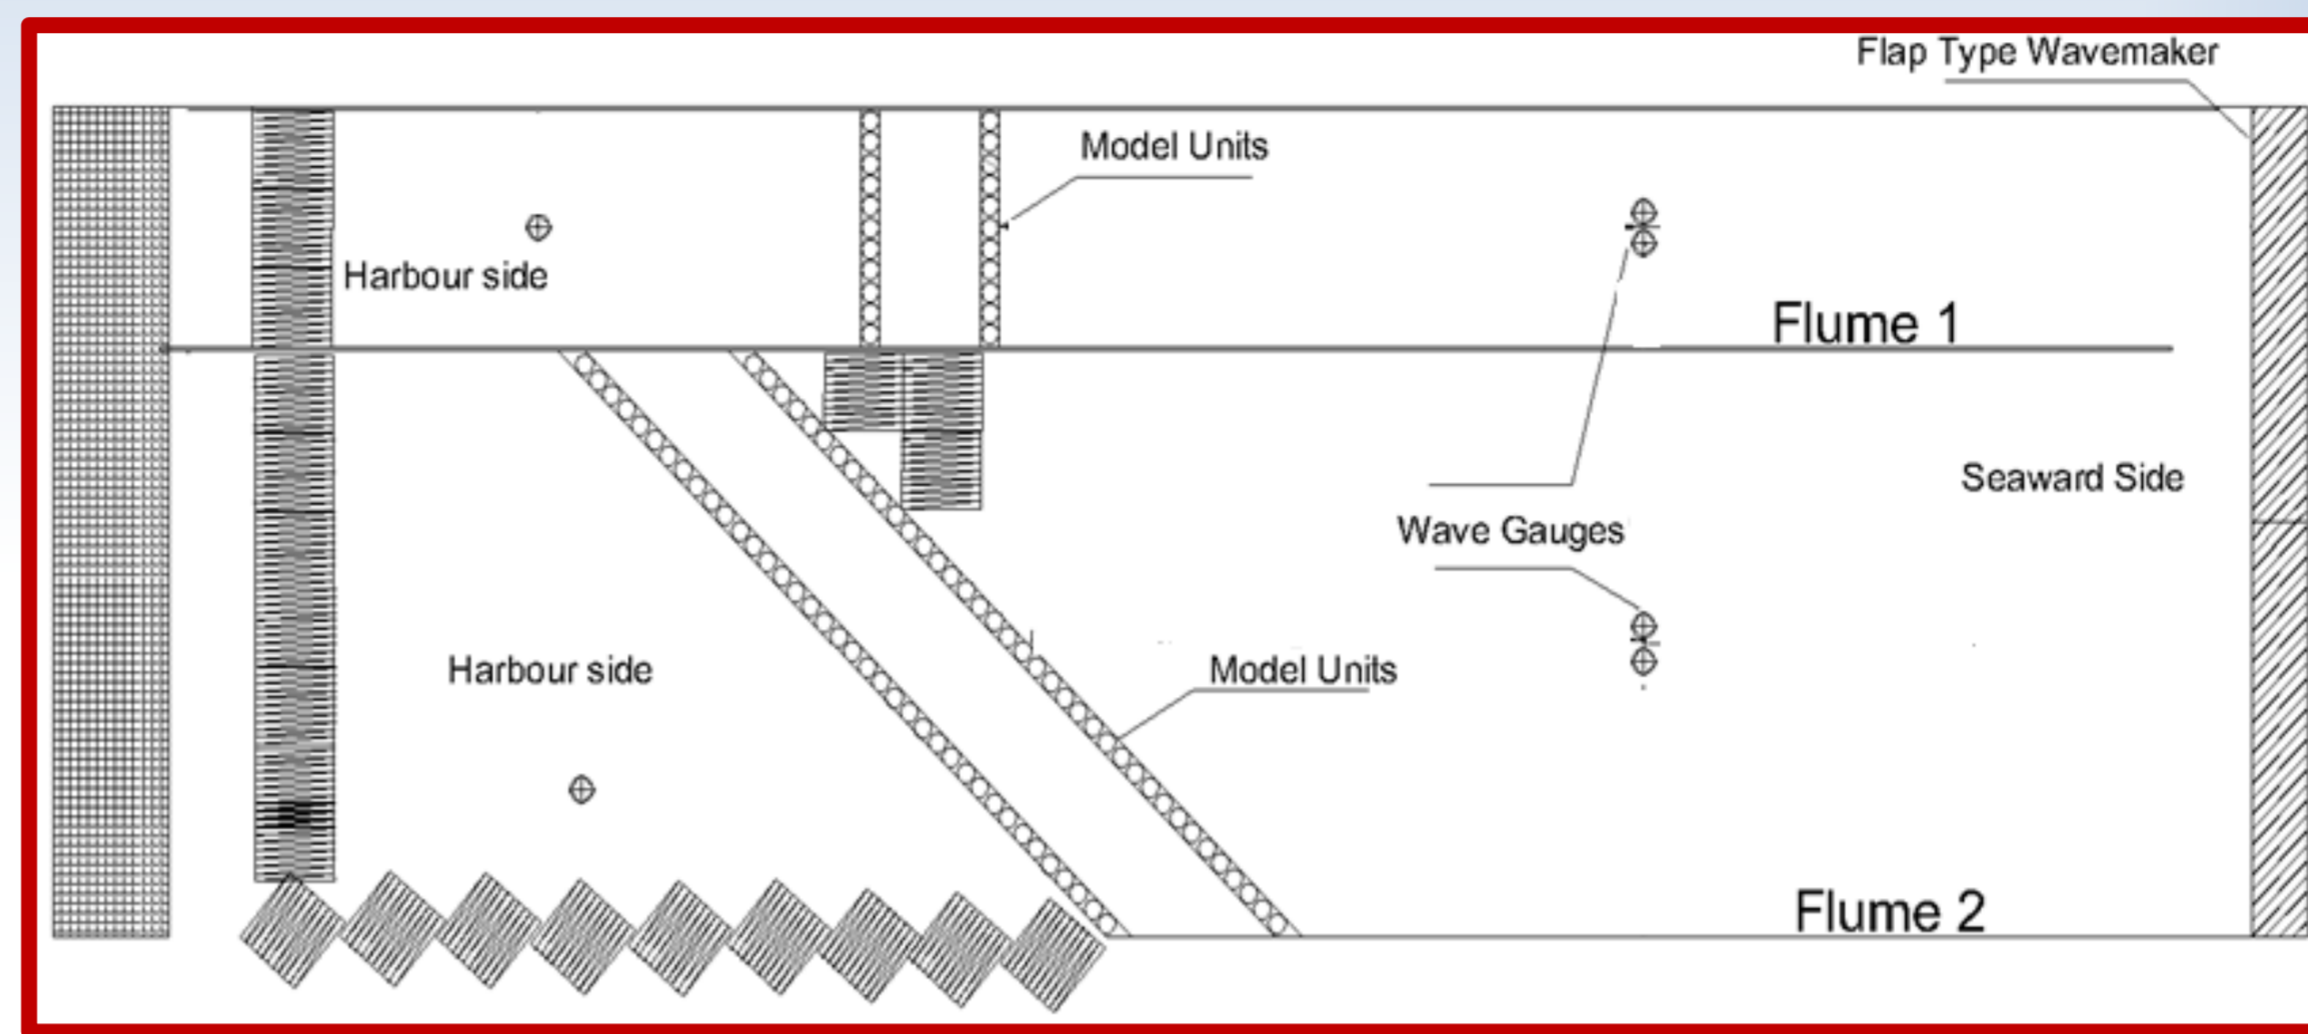 Flap Type Wavemaker
Model Units
Harbour side
Flume 1
Seaward Side
Wave Gauges
Harbour side
Model Units
Flume 2